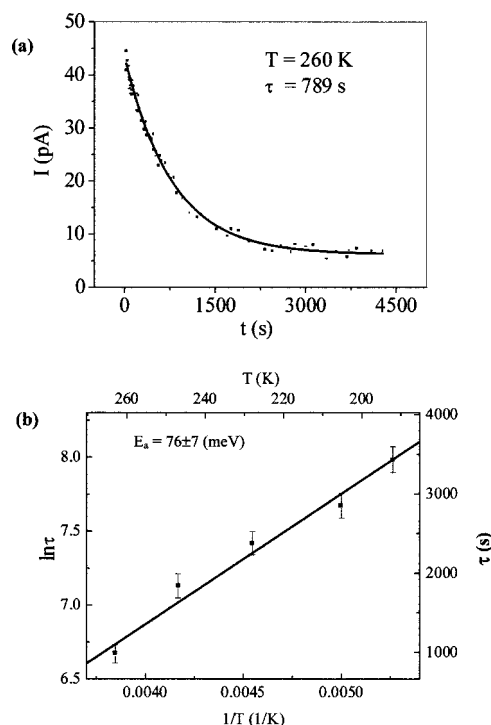 (a)
50
40
30
20
10
0
I (pA)
T = 260 K
τ = 789 s
0 1500 3000 4500
t (s)
(b)
T (K)
260 240 220 200
E_a = 76±7 (meV)
8.0
7.5
7.0
6.5
lnτ
4000
3000
2000
1000
τ (s)
0.0040 0.0045 0.0050
1/T (1/K)